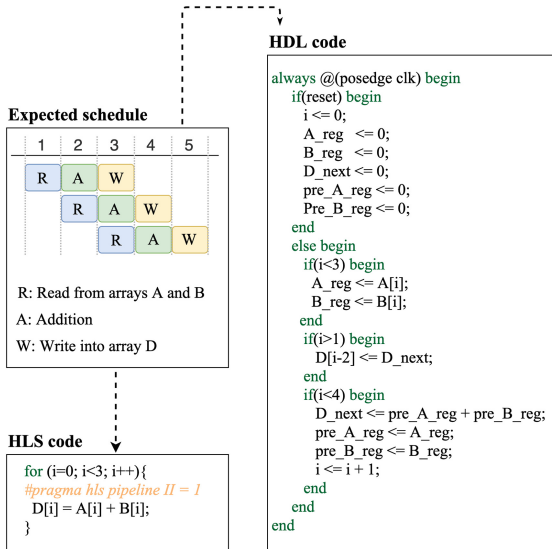 HDL code
always @(posedge clk) begin
if(reset) begin
i <= 0;
A_reg <= 0;
B_reg <= 0;
D_next <= 0;
pre_A_reg <= 0;
Pre_B_reg <= 0;
end
else begin
if(i<3) begin
A_reg <= A[i];
B_reg <= B[i];
end
if(i>1) begin
D[i-2] <= D_next;
end
if(i<4) begin
D_next <= pre_A_reg + pre_B_reg;
pre_A_reg <= A_reg;
pre_B_reg <= B_reg;
i <= i + 1;
end
end
end
Expected schedule
1 2 3 4 5
R A W
R A W
R A W
R: Read from arrays A and B
A: Addition
W: Write into array D
HLS code
for (i=0; i<3; i++){
#pragma hls pipeline II = 1
D[i] = A[i] + B[i];
}